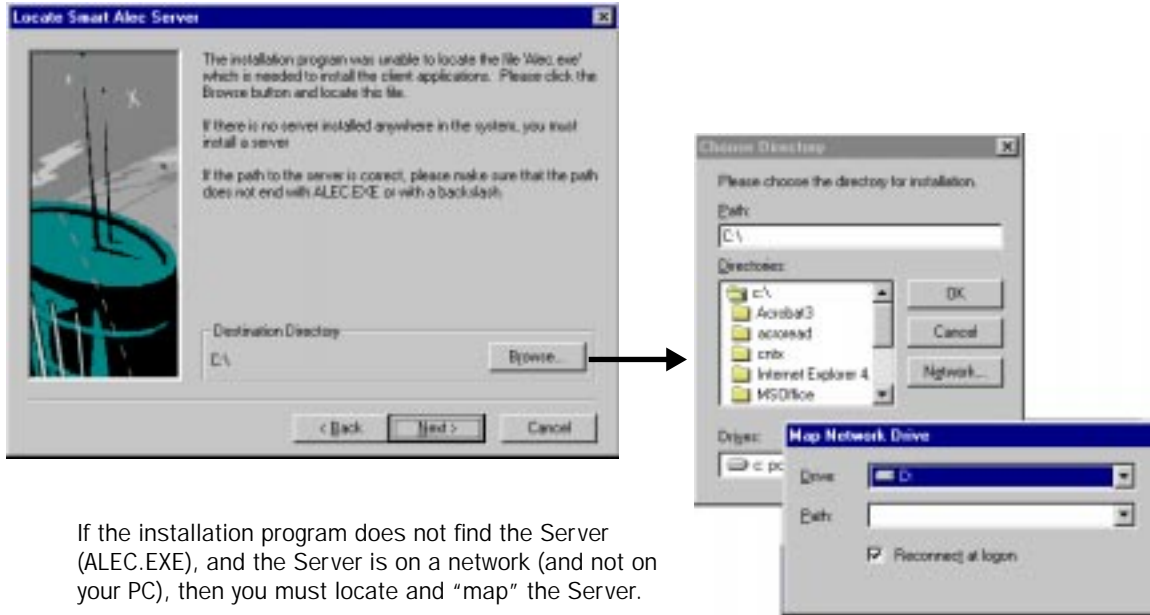 Locate Smart Alec Server
The installation program was unable to locate the file 'Alec.exe'
which is needed to install the client applications. Please click the
Browse button and locate this file.
If there is no server installed anywhere in the system, you must
install a server
If the path to the server is correct, please make sure that the path
does not end with ALEC.EXE or with a backslash
Destination Directory
C:\
Browse...
< Back
Next >
Cancel
Choose Directory
Please choose the directory for installation.
Path:
C:\
Directories:
c:\
Acrobat3
acroread
cntx
Internet Explorer 4.
MSOffice
OK
Cancel
Network...
Drives:
c: pc
Map Network Drive
Drive:
D:
Path:
Reconnect at logon
If the installation program does not find the Server
(ALEC.EXE), and the Server is on a network (and not on
your PC), then you must locate and “map” the Server.